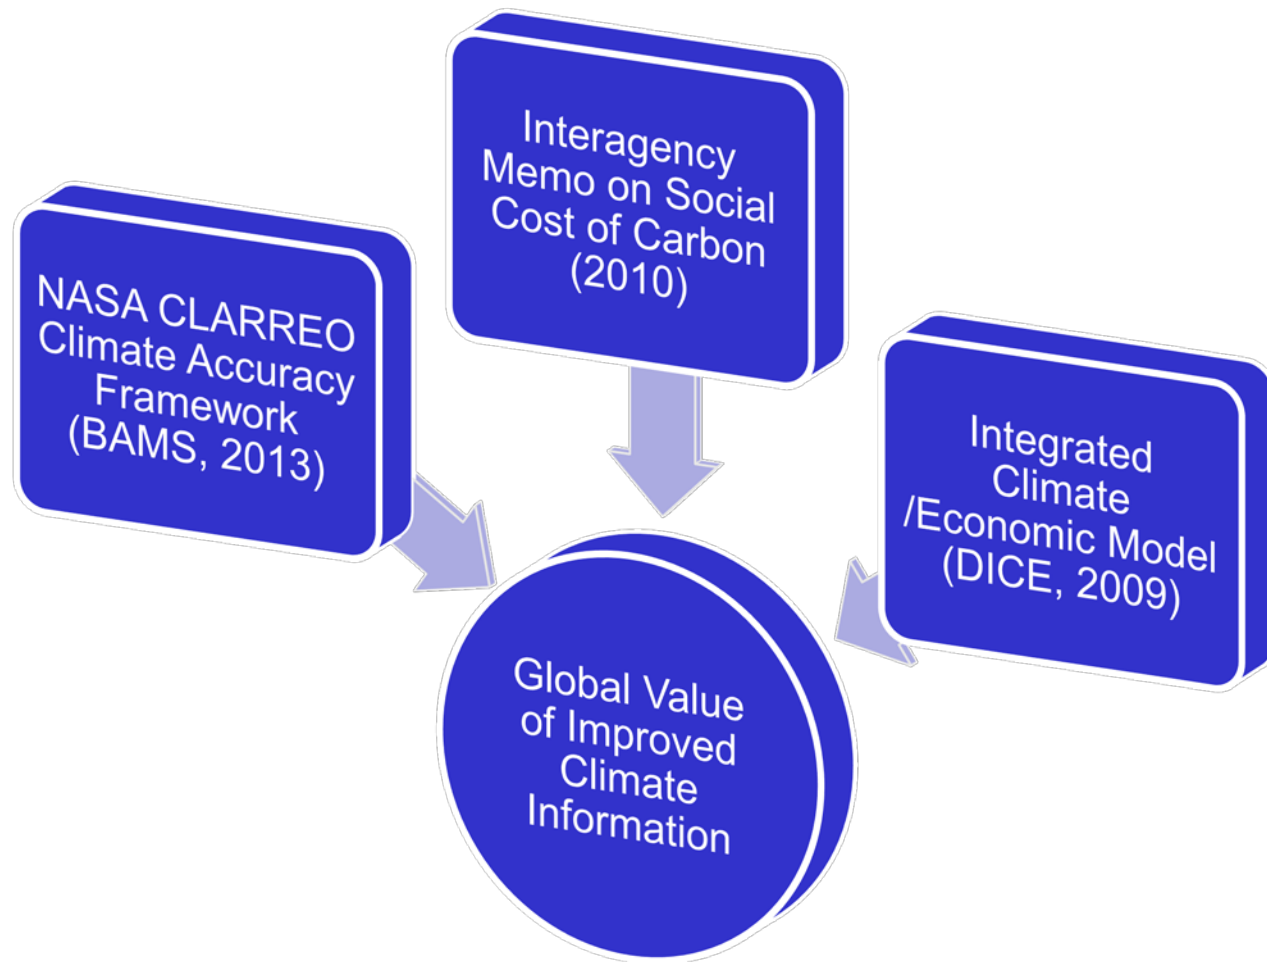 Interagency
Memo on Social
Cost of Carbon
(2010)
NASA CLARREO
Climate Accuracy
Framework
(BAMS, 2013)
Integrated
Climate
/Economic Model
(DICE, 2009)
Global Value
of Improved
Climate
Information